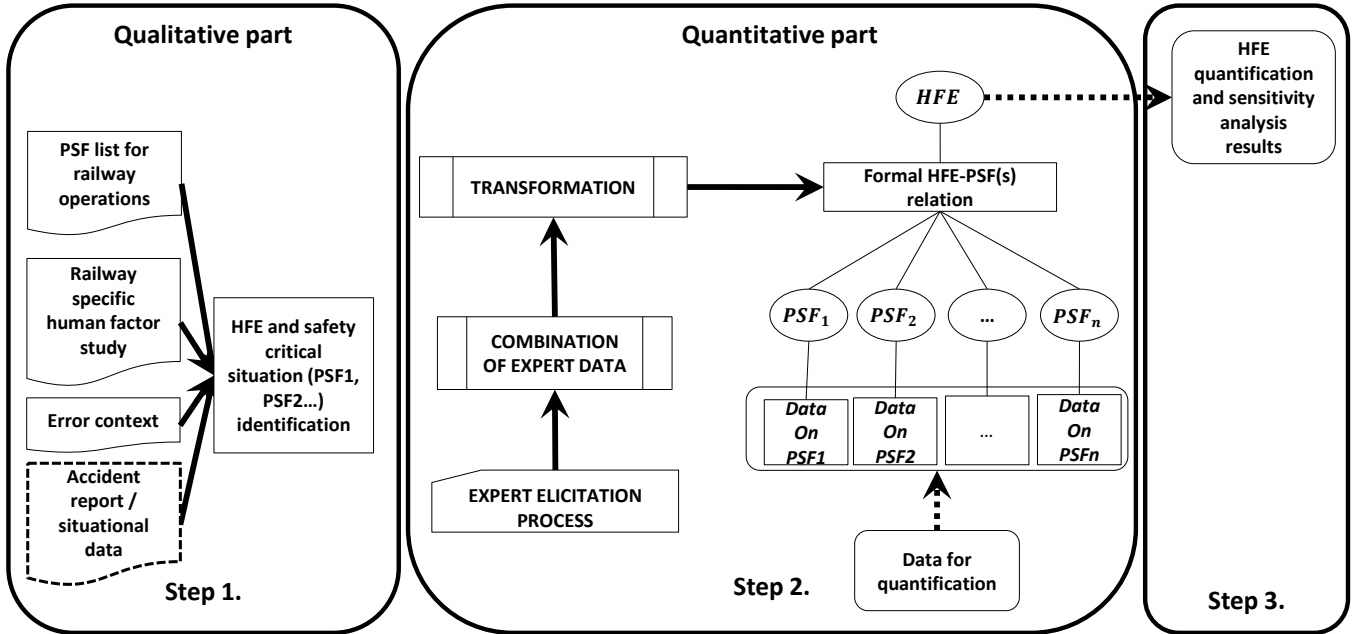 Qualitative part
PSF list for
railway
operations
Railway
specific
human factor
study
Error context
Accident
report /
situational
data
HFE and safety
critical
situation (PSF1,
PSF2...)
identification
Step 1.
Quantitative part
HFE
TRANSFORMATION
Formal HFE-PSF(s)
relation
COMBINATION
OF EXPERT DATA
EXPERT ELICITATION
PROCESS
PSF1
PSF2
...
PSFn
Data
On
PSF1
Data
On
PSF2
...
Data
On
PSFn
Data for
quantification
Step 2.
HFE
quantification
and sensitivity
analysis
results
Step 3.